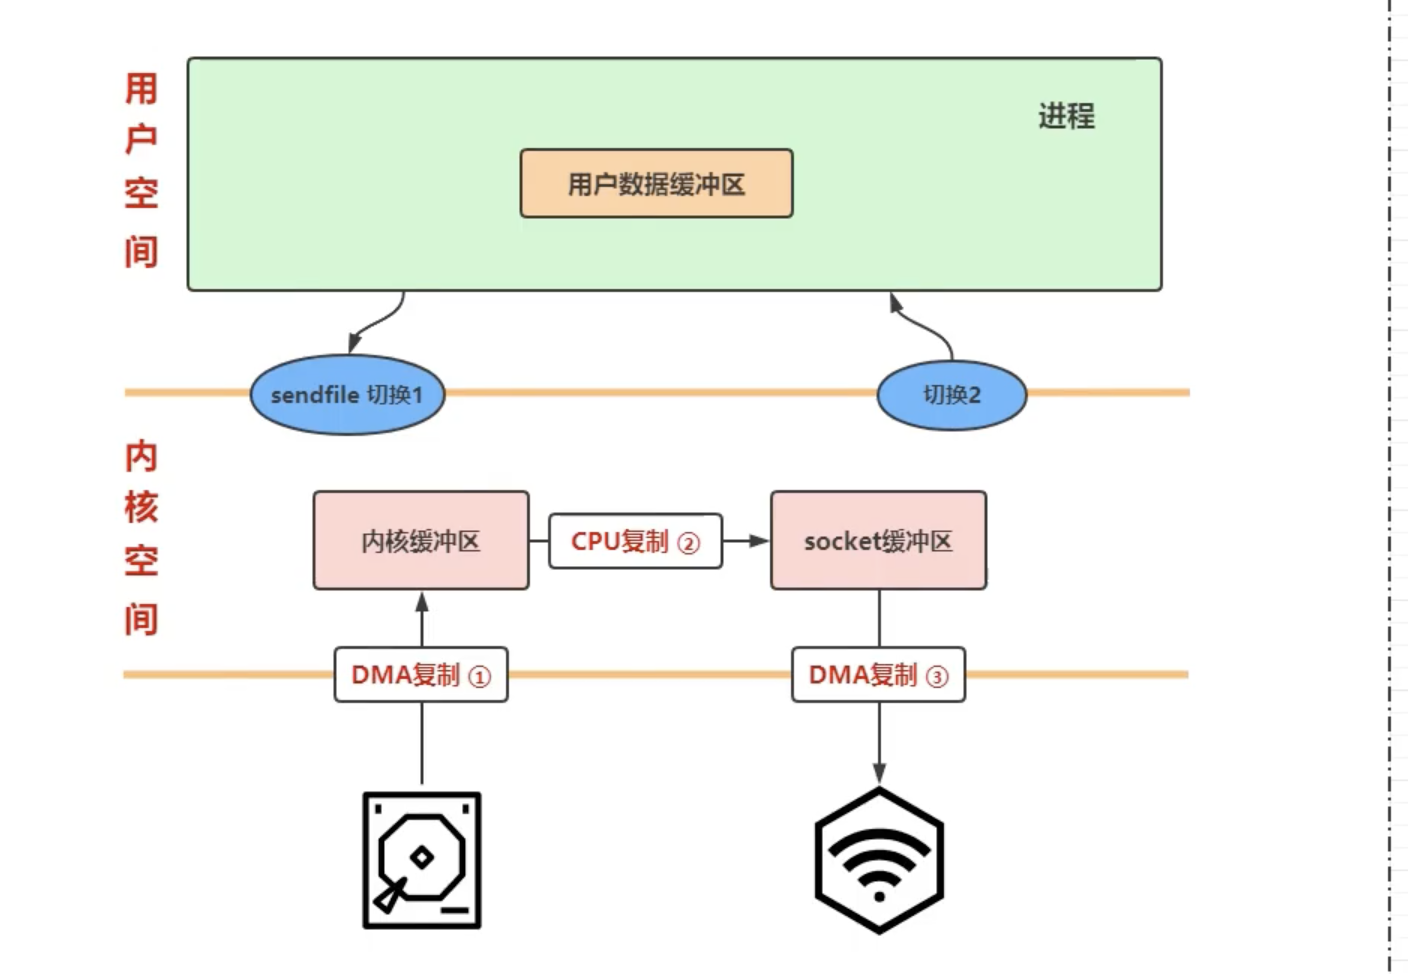 用户空间
进程
用户数据缓冲区
sendfile 切换1
切换2
内核空间
内核缓冲区
CPU复制 ②
socket缓冲区
DMA复制 ①
DMA复制 ③